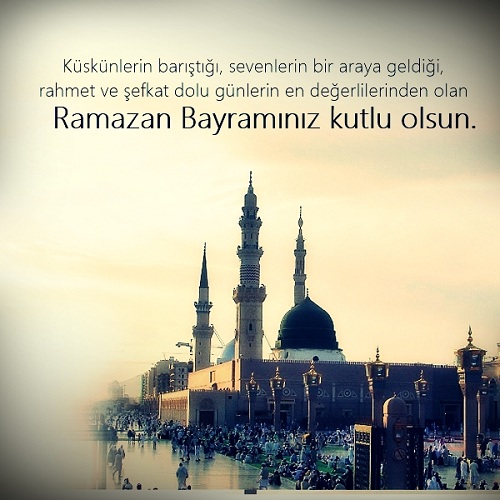 Küskünlerin barıştığı, sevenlerin bir araya geldiği,
rahmet ve şefkat dolu günlerin en değerlilerinden olan
Ramazan Bayramınız kutlu olsun.